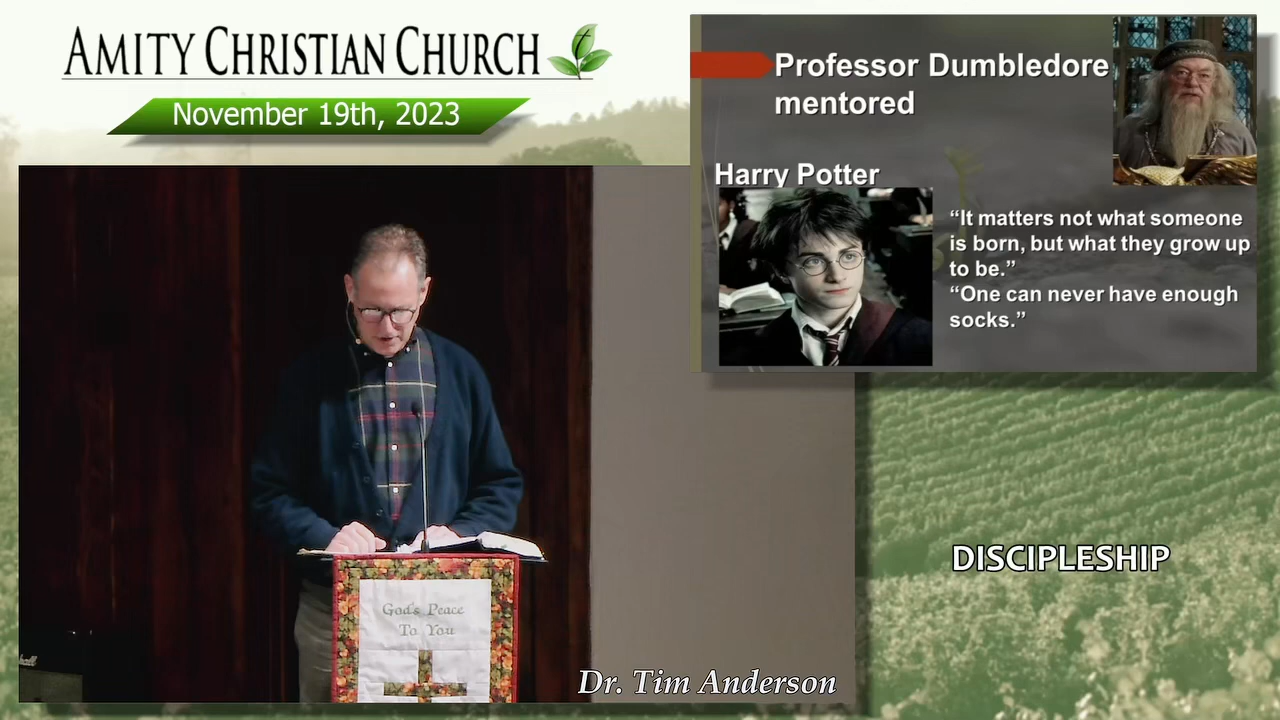 AMITY CHRISTIAN CHURCH
November 19th, 2023
Professor Dumbledore
mentored
Harry Potter
“It matters not what someone
is born, but what they grow up
to be.”
“One can never have enough
socks.”
DISCIPLESHIP
God's Peace
To You
Dr. Tim Anderson